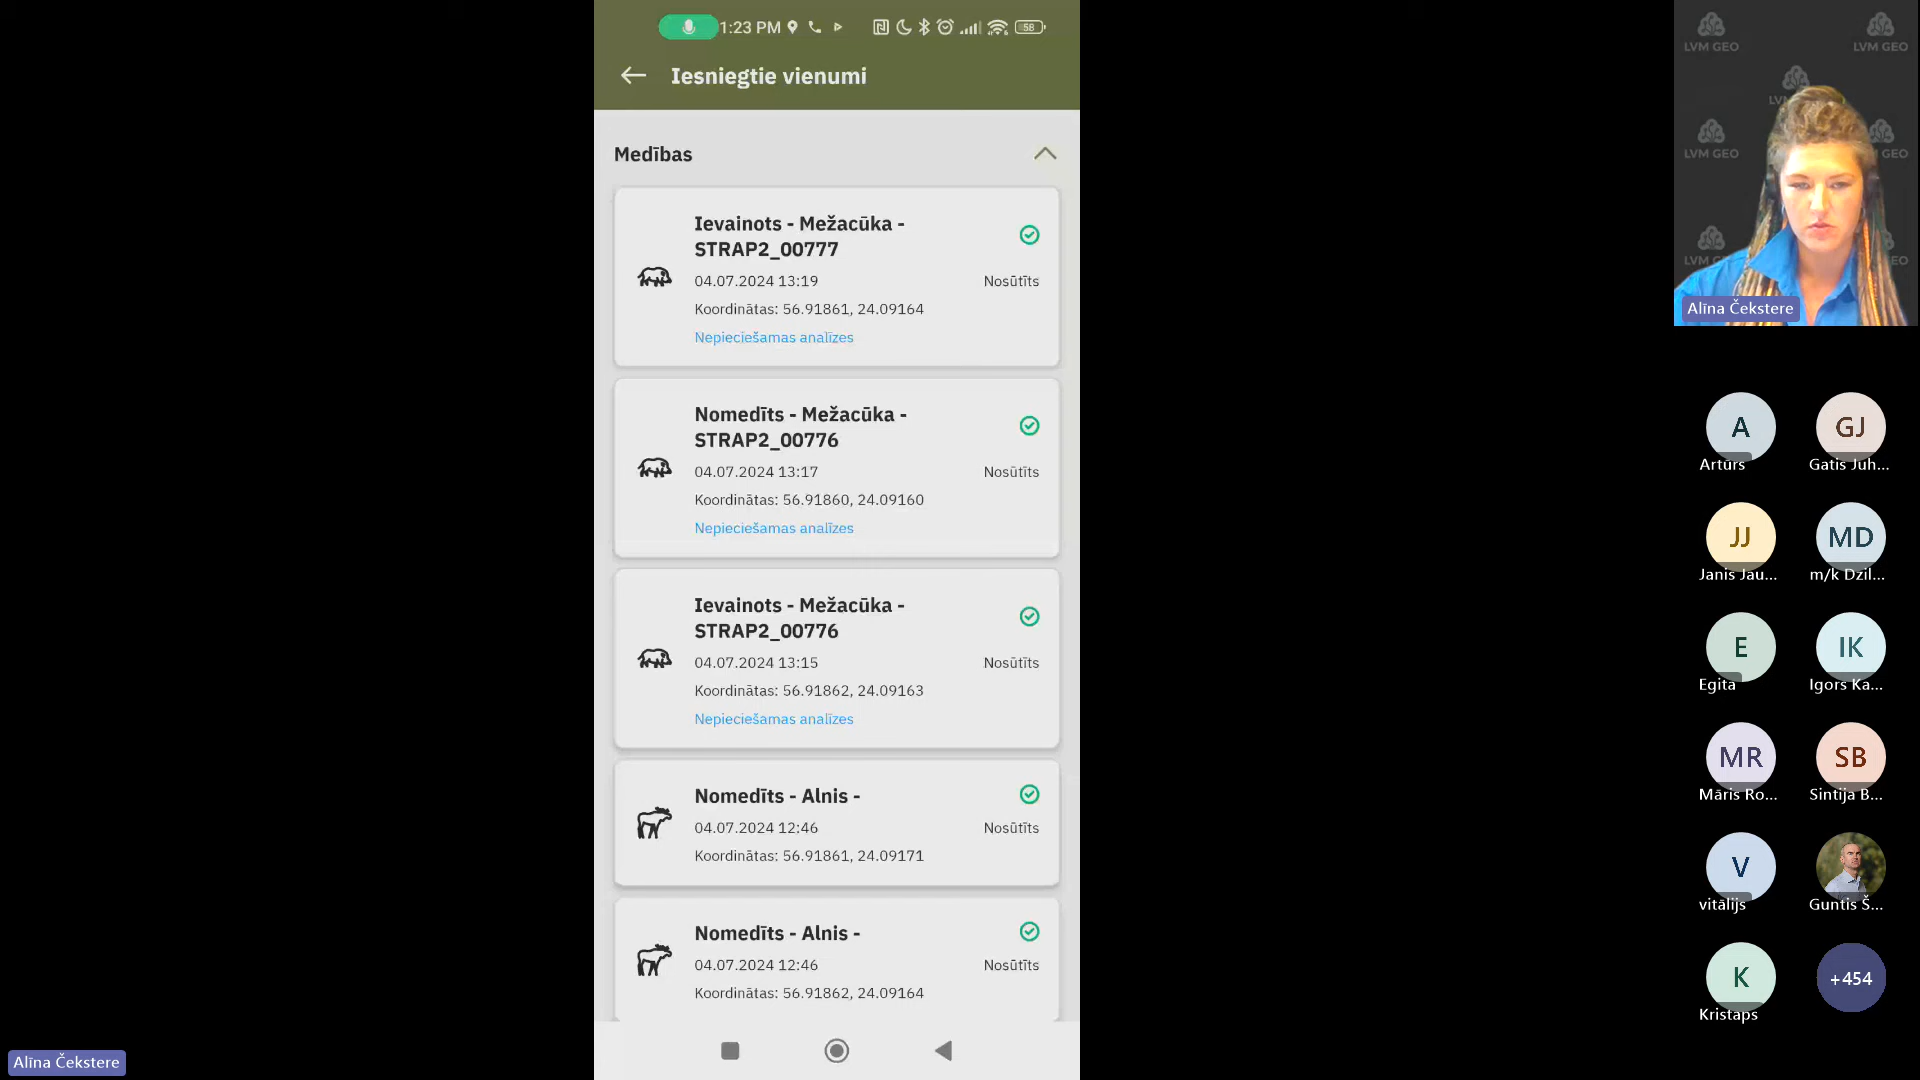 1:23 PM
58
Iesniegtie vienumi
Medības
Ievainots - Mežacūka -
STRAP2_00777
04.07.2024 13:19
Nosūtīts
Koordinātas: 56.91861, 24.09164
Nepieciešamas analīzes
Nomedīts - Mežacūka -
STRAP2_00776
04.07.2024 13:17
Nosūtīts
Koordinātas: 56.91860, 24.09160
Nepieciešamas analīzes
Ievainots - Mežacūka -
STRAP2_00776
04.07.2024 13:15
Nosūtīts
Koordinātas: 56.91862, 24.09163
Nepieciešamas analīzes
Nomedīts - Alnis -
04.07.2024 12:46
Nosūtīts
Koordinātas: 56.91861, 24.09171
Nomedīts - Alnis -
04.07.2024 12:46
Nosūtīts
Koordinātas: 56.91862, 24.09164
Alīna Čekstere
LVM GEO
LVM GEO
LVM GEO
LVM GEO
Alīna Čekstere
A
Artūrs
GJ
Gatis Juh...
JJ
Janis Jau...
MD
m/k Dzil...
E
Egita
IK
Igors Ka...
MR
Māris Ro...
SB
Sintija B...
V
vitālijs
Guntis Š...
K
Kristaps
+454